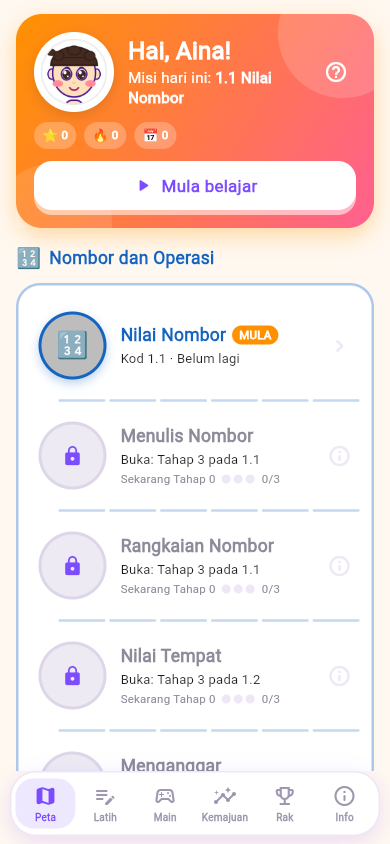 Hai, Aina!
Misi hari ini: 1.1 Nilai
Nombor
⭐ 0
🔥 0
📅 0
Mula belajar
🔢 Nombor dan Operasi
Nilai Nombor MULA
Kod 1.1 · Belum lagi
Menulis Nombor
Buka: Tahap 3 pada 1.1
Sekarang Tahap 0 0/3
Rangkaian Nombor
Buka: Tahap 3 pada 1.1
Sekarang Tahap 0 0/3
Nilai Tempat
Buka: Tahap 3 pada 1.2
Sekarang Tahap 0 0/3
Menganggar
Peta
Latih
Main
Kemajuan
Rak
Info